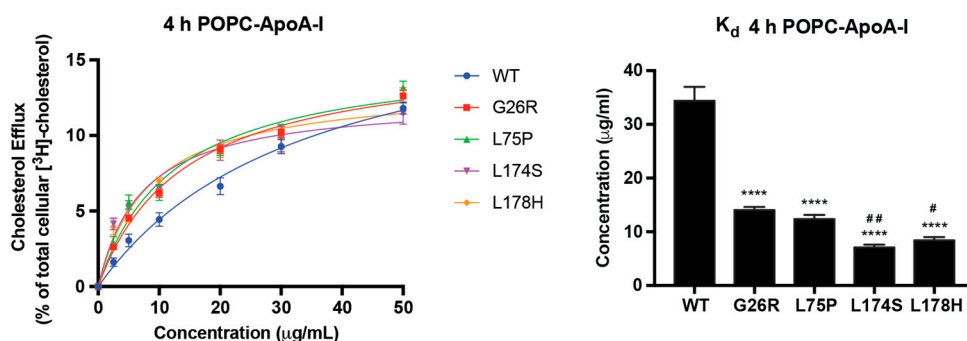 4 h POPC-ApoA-I
Cholesterol Efflux
(% of total cellular [³H]-cholesterol)
15
10
5
0
0 10 20 30 40 50
Concentration (μg/mL)
WT
G26R
L75P
L174S
L178H
Kd 4 h POPC-ApoA-I
Concentration (μg/ml)
40
30
20
10
0
****
****
##
****
#
****
WT G26R L75P L174S L178H